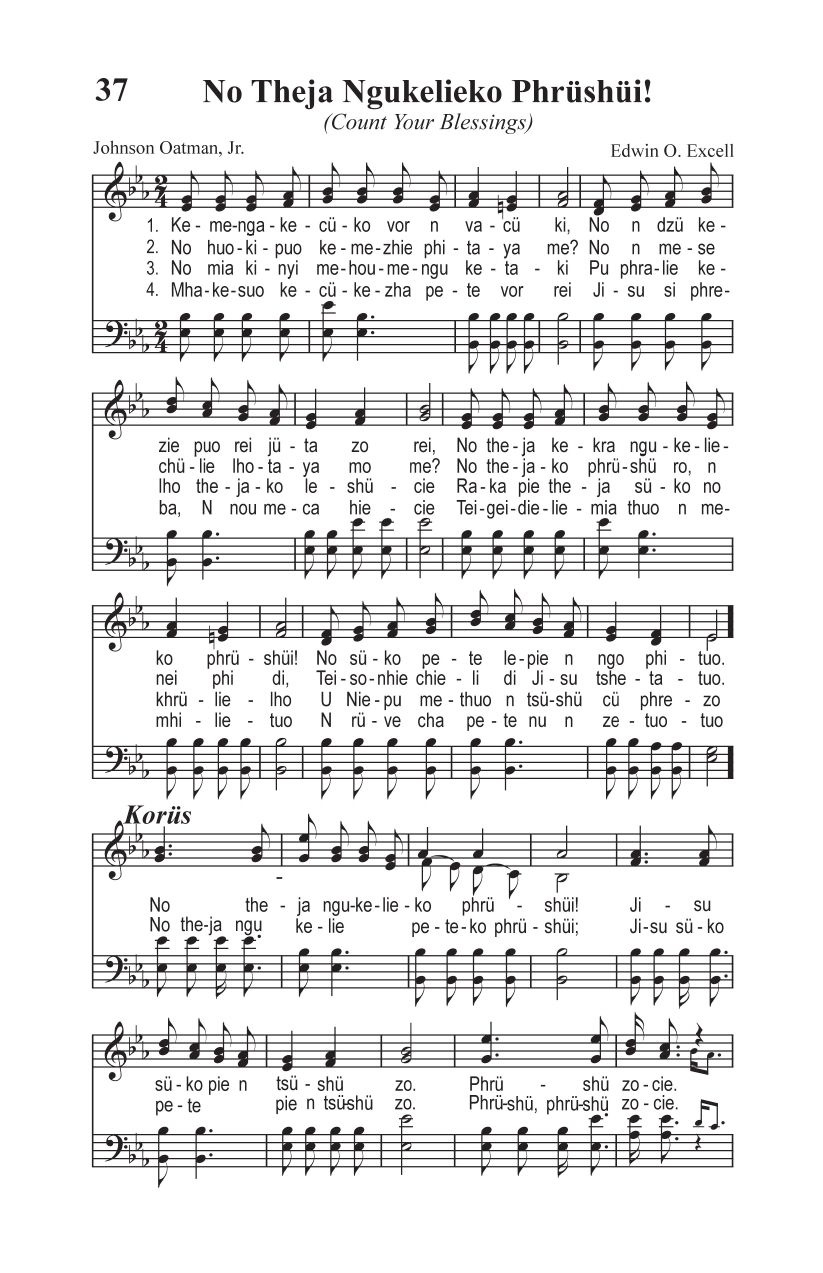 37 No Theja Ngukelieko Phrüshüi!
(Count Your Blessings)
Johnson Oatman, Jr. Edwin O. Excell
1. Ke- me-nga - ke - cü - ko vor n va - cü ki, No n dzü ke -
2. No huo - ki - puo ke - me - zhie phi - ta - ya me? No n me - se
3. No mia ki - nyi me-hou - me - ngu ke - ta - ki Pu phra-lie ke -
4. Mha - ke-suo ke - cü - ke - zha pe - te vor rei Ji - su si phre-
zie puo rei jü - ta zo rei, No the - ja ke - kra ngu - ke - lie -
chü - lie lho - ta - ya mo me? No the - ja - ko phrü - shü ro, n
lho the - ja - ko le - shü - cie Ra - ka pie the - ja sü - ko no
ba, N nou me - ca hie - cie Tei-gei-die-lie - mia thuo n me-
ko phrü - shüi! No sü - ko pe - te le-pie n ngo phi - tuo.
nei phi di, Tei - so-nhie chie - li di Ji - su tshe - ta - tuo.
khrü - lie - lho U Nie - pu me - thuo n tsü-shü cü phre - zo
mhi - lie - tuo N rü - ve cha pe - te nu n ze - tuo - tuo
Korüs
No the - ja ngu-ke-lie - ko phrü - shüi! Ji - su
No the-ja ngu ke - lie pe - te-ko phrü - shüi; Ji-su sü - ko
sü - ko pie n tsü - shü zo. Phrü - shü zo - cie.
pe - te pie n tsü-shü zo. Phrü-shü, phrü-shü zo - cie.